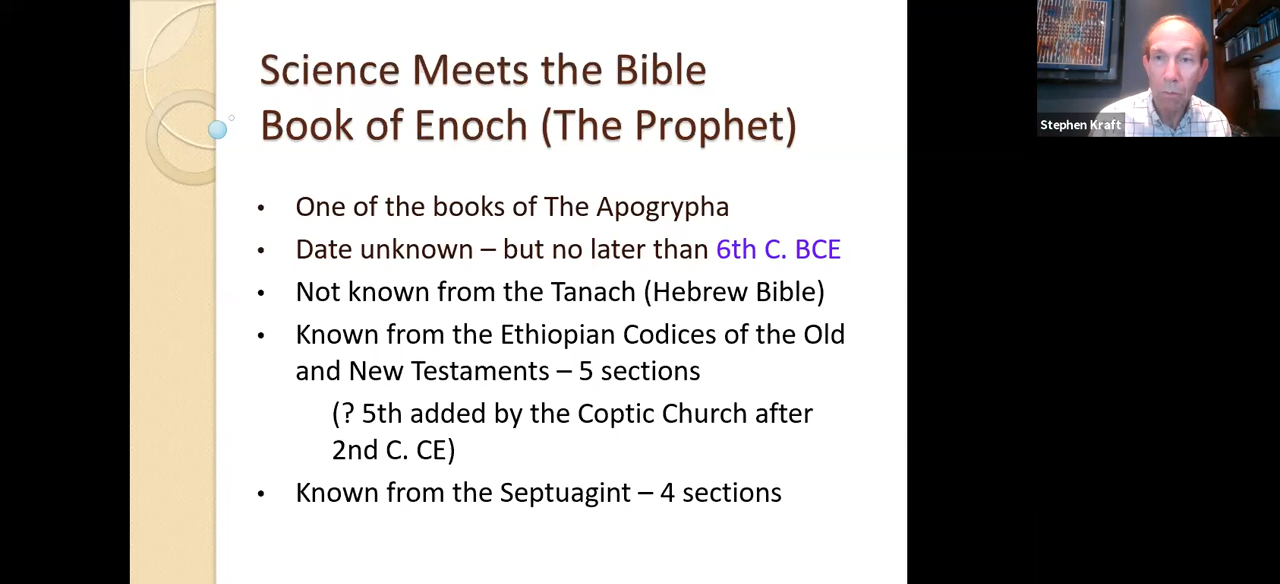 Science Meets the Bible
Book of Enoch (The Prophet)
• One of the books of The Apogrypha
• Date unknown – but no later than 6th C. BCE
• Not known from the Tanach (Hebrew Bible)
• Known from the Ethiopian Codices of the Old
and New Testaments – 5 sections
(? 5th added by the Coptic Church after
2nd C. CE)
• Known from the Septuagint – 4 sections
Stephen Kraft